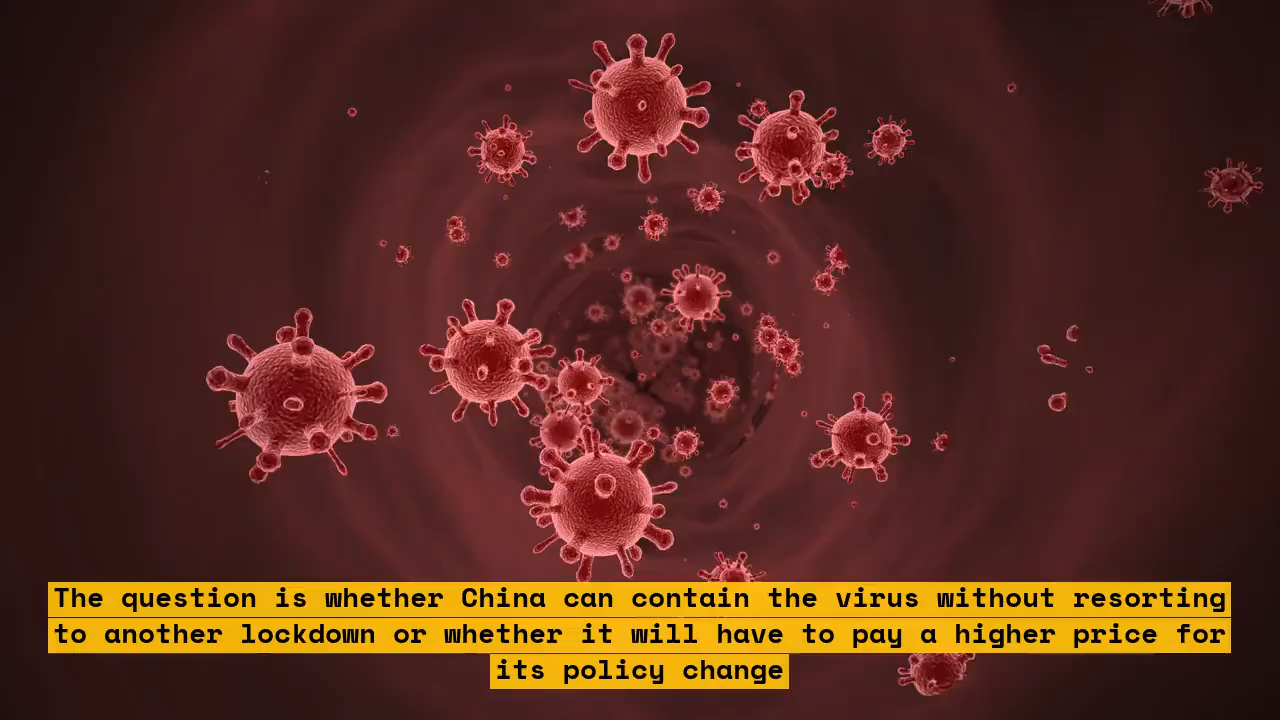 The question is whether China can contain the virus without resorting
to another lockdown or whether it will have to pay a higher price for
its policy change